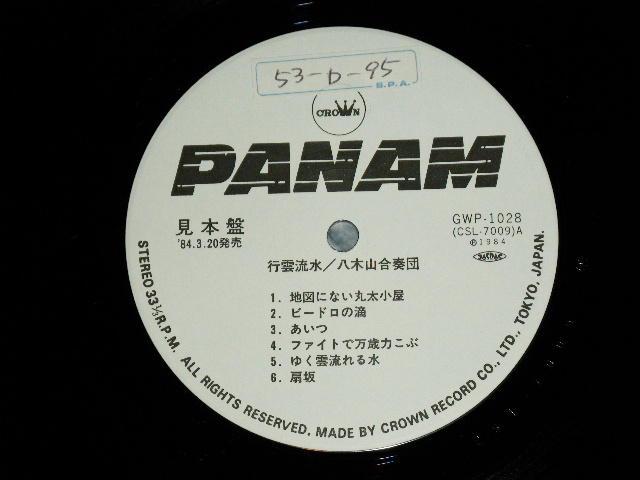 53-D-95
S.P.A.
CROWN
PANAM
見本盤
'84.3.20発売
GWP-1028
(CSL-7009)A
Ⓟ1984
行雲流水/八木山合奏団
1. 地図にない丸太小屋
2. ビードロの滴
3. あいつ
4. ファイトで万歳力こぶ
5. ゆく雲流れる水
6. 扇坂
STEREO 33⅓R.P.M. ALL RIGHTS RESERVED. MADE BY CROWN RECORD CO., LTD., TOKYO, JAPAN.